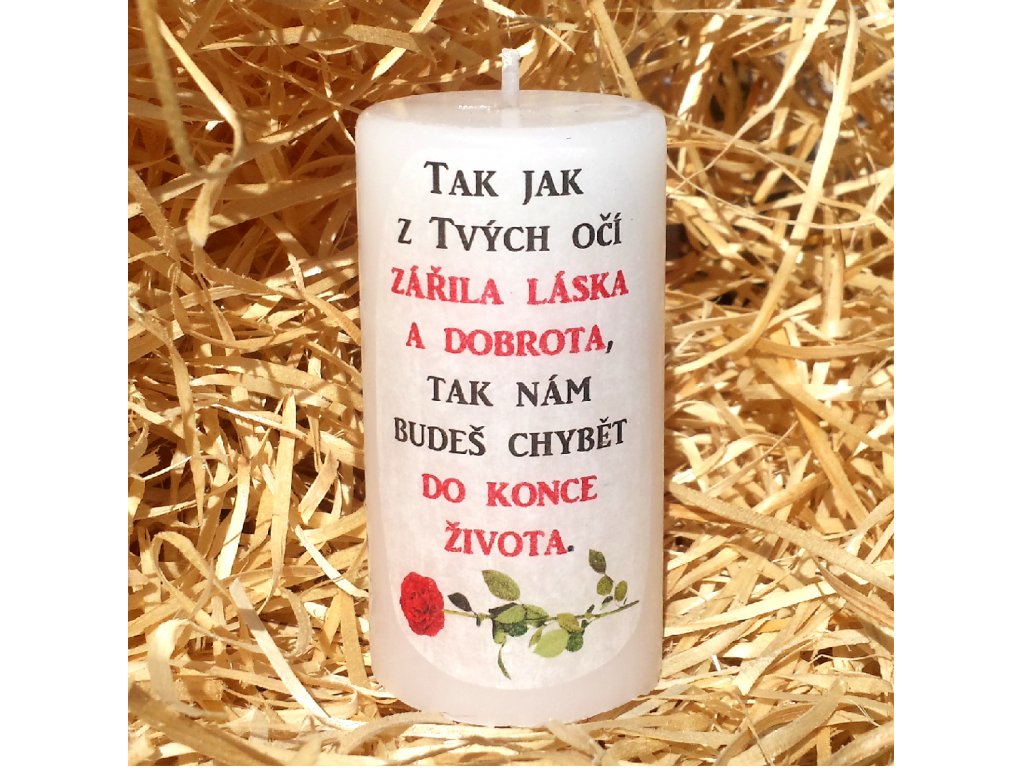 Tak jak
z Tvých očí
zářila láska
a dobrota,
tak nám
budeš chybět
do konce
života.